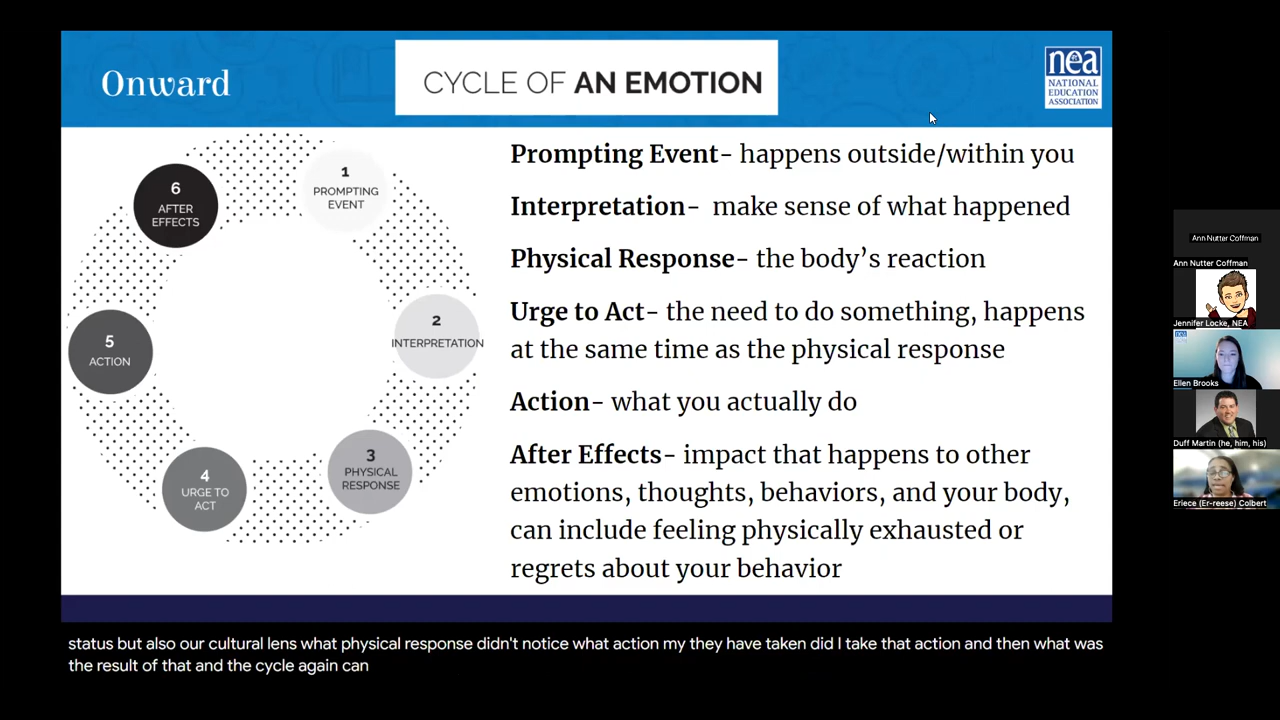 Onward
CYCLE OF AN EMOTION
nea
NATIONAL
EDUCATION
ASSOCIATION
1
PROMPTING
EVENT
2
INTERPRETATION
3
PHYSICAL
RESPONSE
4
URGE TO
ACT
5
ACTION
6
AFTER
EFFECTS
Prompting Event- happens outside/within you
Interpretation- make sense of what happened
Physical Response- the body’s reaction
Urge to Act- the need to do something, happens
at the same time as the physical response
Action- what you actually do
After Effects- impact that happens to other
emotions, thoughts, behaviors, and your body,
can include feeling physically exhausted or
regrets about your behavior
Ann Nutter Coffman
Ann Nutter Coffman
Jennifer Locke, NEA
nea
Ellen Brooks
Duff Martin (he, him, his)
Eriece (Er-reese) Colbert
status but also our cultural lens what physical response didn't notice what action my they have taken did I take that action and then what was
the result of that and the cycle again can